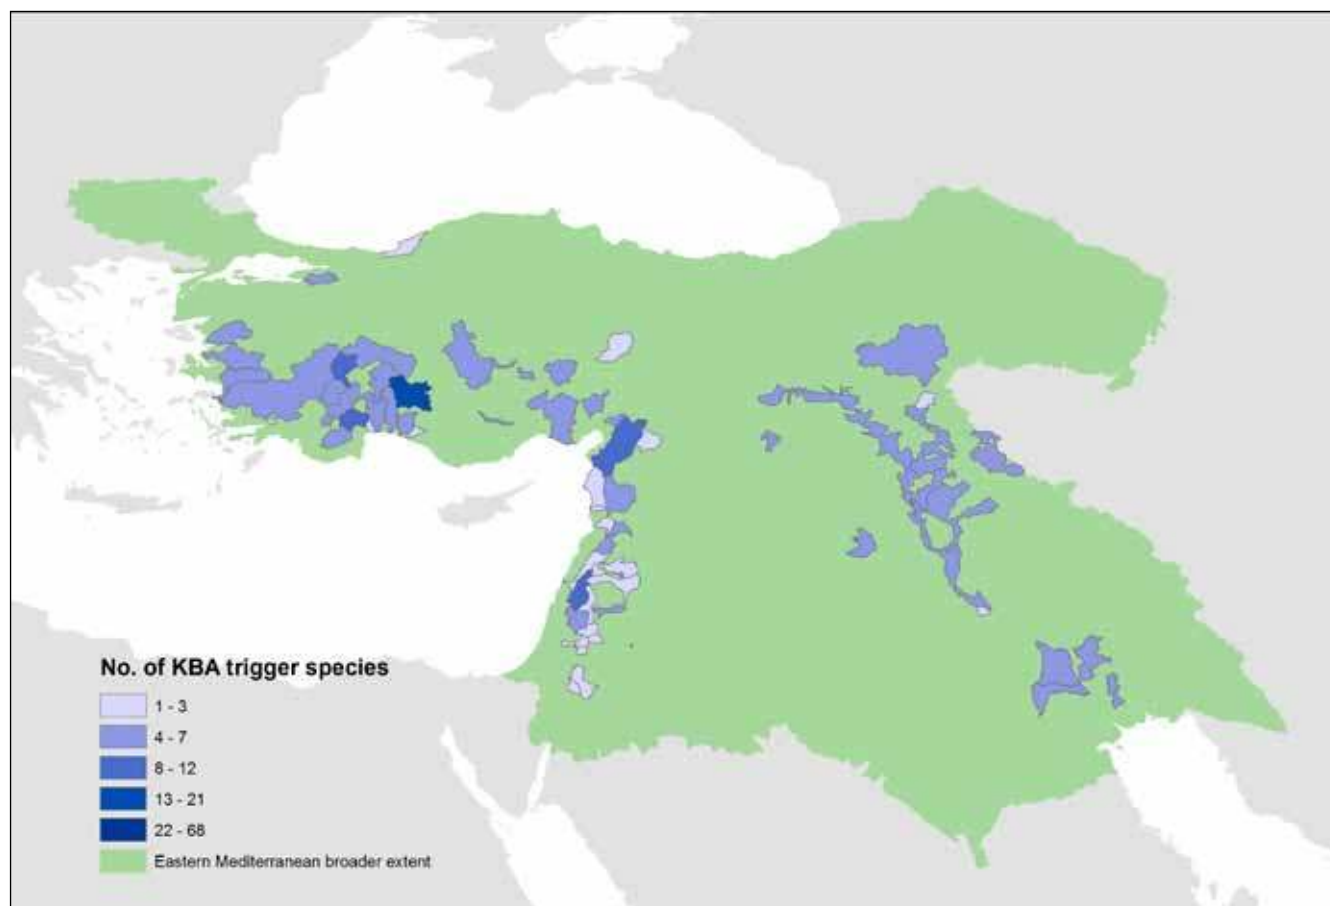 No. of KBA trigger species
1 - 3
4 - 7
8 - 12
13 - 21
22 - 68
Eastern Mediterranean broader extent